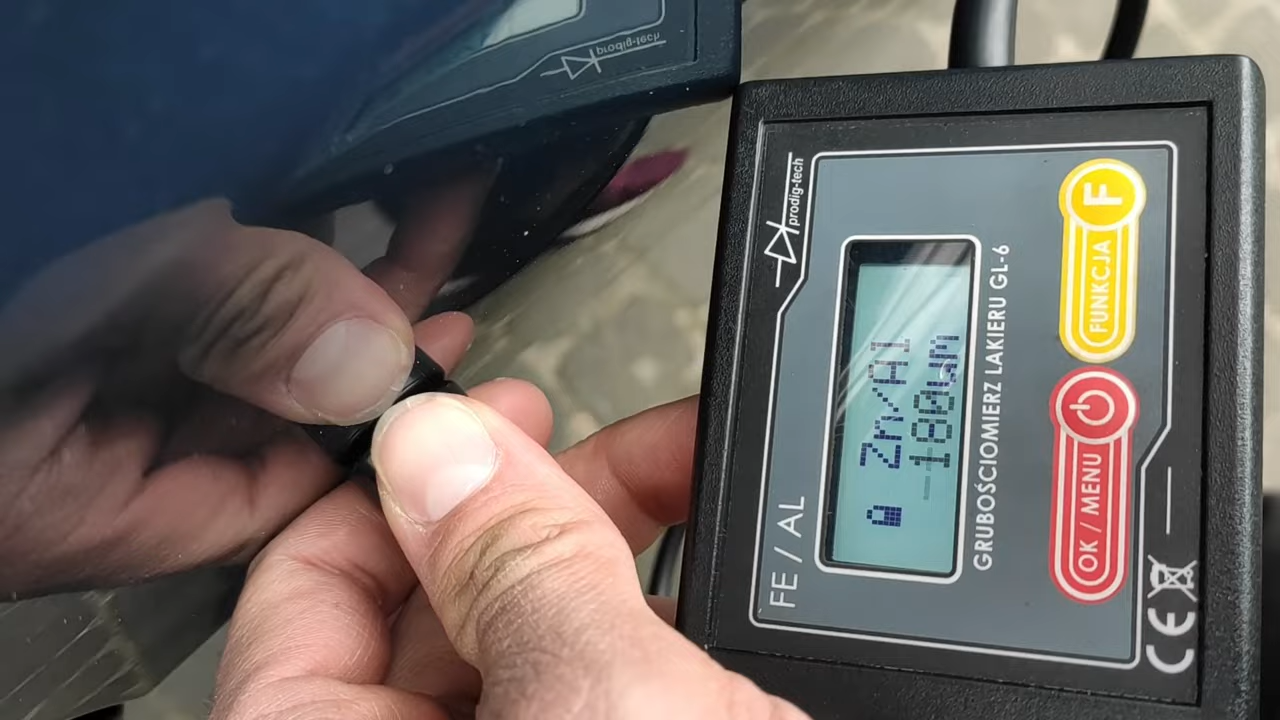 prodig-tech
FE / AL
Zn/Al
180um
GRUBOŚCIOMIERZ LAKIERU GL-6
OK / MENU
FUNKCJA F
CE
prodig-tech